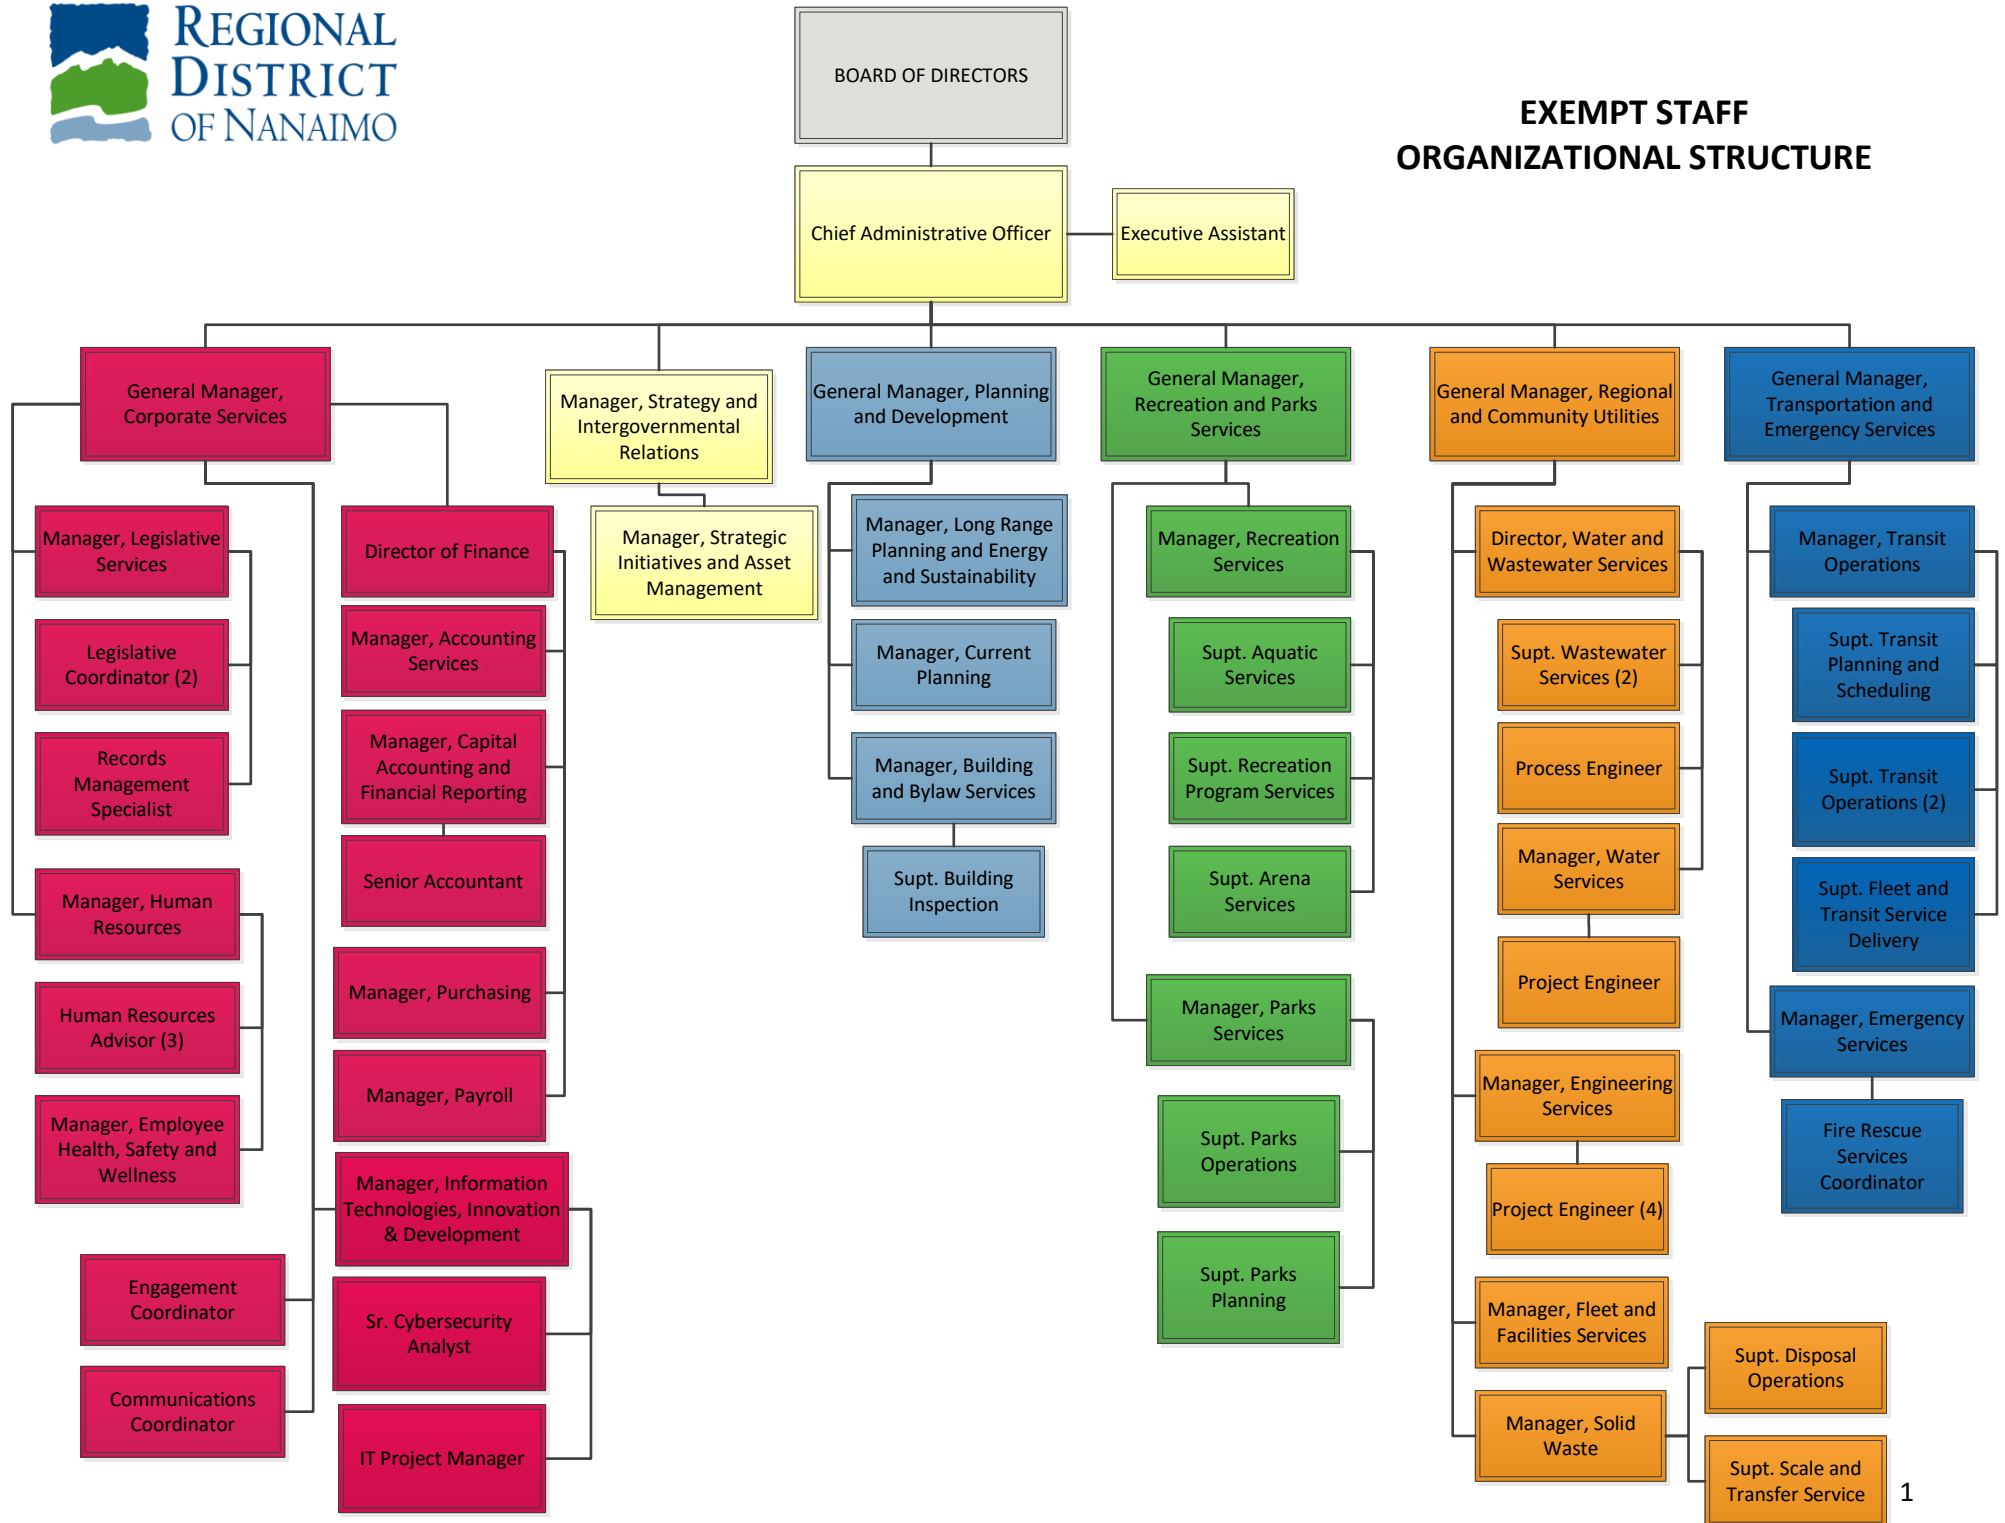 REGIONAL
DISTRICT
OF NANAIMO
BOARD OF DIRECTORS
EXEMPT STAFF
ORGANIZATIONAL STRUCTURE
Chief Administrative Officer
Executive Assistant
General Manager,
Corporate Services
Manager, Strategy and
Intergovernmental
Relations
General Manager, Planning
and Development
General Manager,
Recreation and Parks
Services
General Manager, Regional
and Community Utilities
General Manager,
Transportation and
Emergency Services
Manager, Legislative
Services
Legislative
Coordinator (2)
Records
Management
Specialist
Manager, Human
Resources
Human Resources
Advisor (3)
Manager, Employee
Health, Safety and
Wellness
Engagement
Coordinator
Communications
Coordinator
Director of Finance
Manager, Accounting
Services
Manager, Capital
Accounting and
Financial Reporting
Senior Accountant
Manager, Purchasing
Manager, Payroll
Manager, Information
Technologies, Innovation
& Development
Sr. Cybersecurity
Analyst
IT Project Manager
Manager, Strategic
Initiatives and Asset
Management
Manager, Long Range
Planning and Energy
and Sustainability
Manager, Current
Planning
Manager, Building
and Bylaw Services
Supt. Building
Inspection
Manager, Recreation
Services
Supt. Aquatic
Services
Supt. Recreation
Program Services
Supt. Arena
Services
Manager, Parks
Services
Supt. Parks
Operations
Supt. Parks
Planning
Director, Water and
Wastewater Services
Supt. Wastewater
Services (2)
Process Engineer
Manager, Water
Services
Project Engineer
Manager, Engineering
Services
Project Engineer (4)
Manager, Fleet and
Facilities Services
Manager, Solid
Waste
Supt. Disposal
Operations
Supt. Scale and
Transfer Service
Manager, Transit
Operations
Supt. Transit
Planning and
Scheduling
Supt. Transit
Operations (2)
Supt. Fleet and
Transit Service
Delivery
Manager, Emergency
Services
Fire Rescue
Services
Coordinator
1